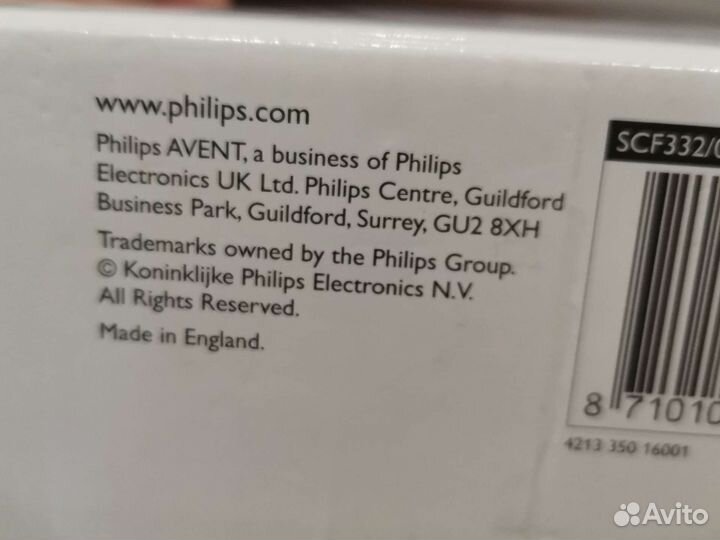 www.philips.com
Philips AVENT, a business of Philips
Electronics UK Ltd. Philips Centre, Guildford
Business Park, Guildford, Surrey, GU2 8XH
Trademarks owned by the Philips Group.
© Koninklijke Philips Electronics N.V.
All Rights Reserved.
Made in England.
SCF332/0
8 71010
4213 350 16001
Avito